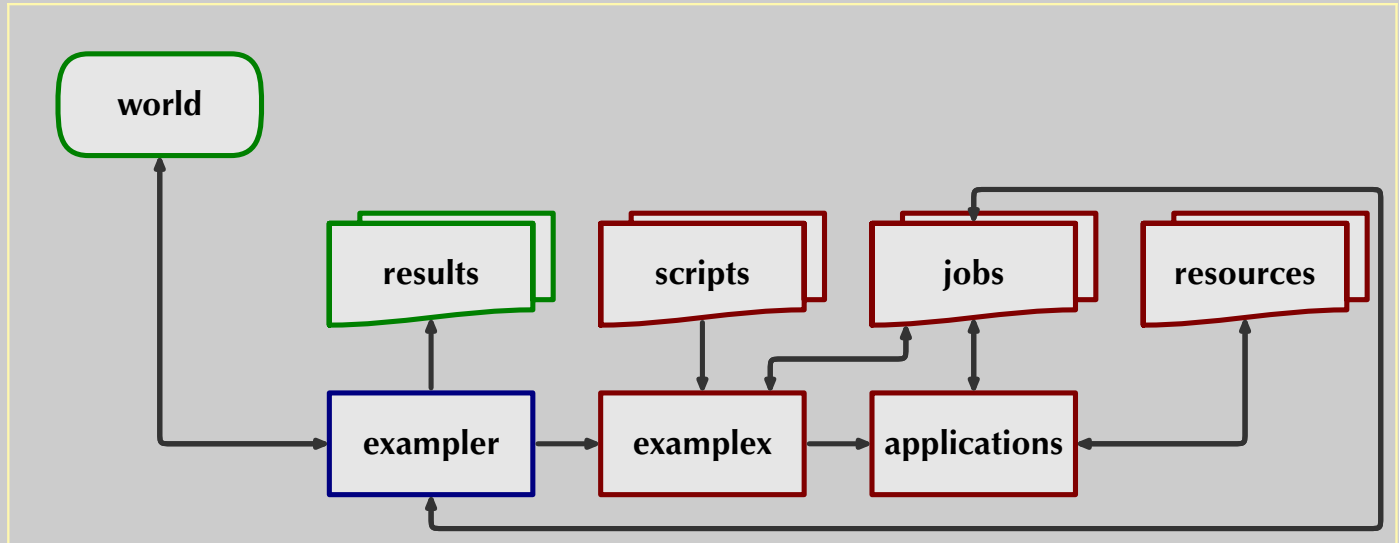 world
results
scripts
jobs
resources
exampler
examplex
applications